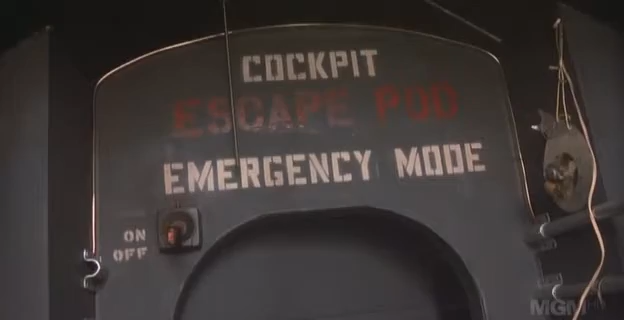 COCKPIT
ESCAPE POD
EMERGENCY MODE
ON
OFF
MGM